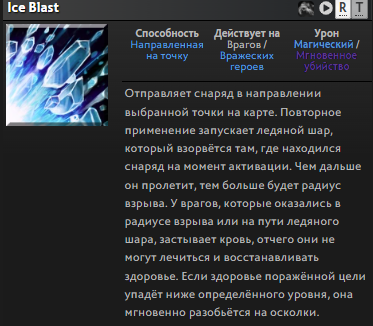 Ice Blast
R T
Способность
Направленная
на точку
Действует на
Врагов /
Вражеских
героев
Урон
Магический /
Мгновенное
убийство
Отправляет снаряд в направлении
выбранной точки на карте. Повторное
применение запускает ледяной шар,
который взорвётся там, где находился
снаряд на момент активации. Чем дальше
он пролетит, тем больше будет радиус
взрыва. У врагов, которые оказались в
радиусе взрыва или на пути ледяного
шара, застывает кровь, отчего они не
могут лечиться и восстанавливать
здоровье. Если здоровье поражённой цели
упадёт ниже определённого уровня, она
мгновенно разобьётся на осколки.